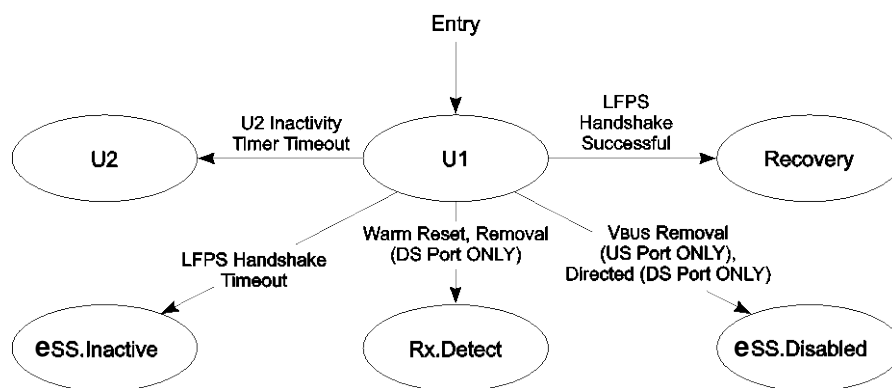 Entry
U2 Inactivity
Timer Timeout
LFPS
Handshake
Successful
U2
U1
Recovery
LFPS Handshake
Timeout
Warm Reset, Removal
(DS Port ONLY)
VBUS Removal
(US Port ONLY),
Directed (DS Port ONLY)
eSS.Inactive
Rx.Detect
eSS.Disabled